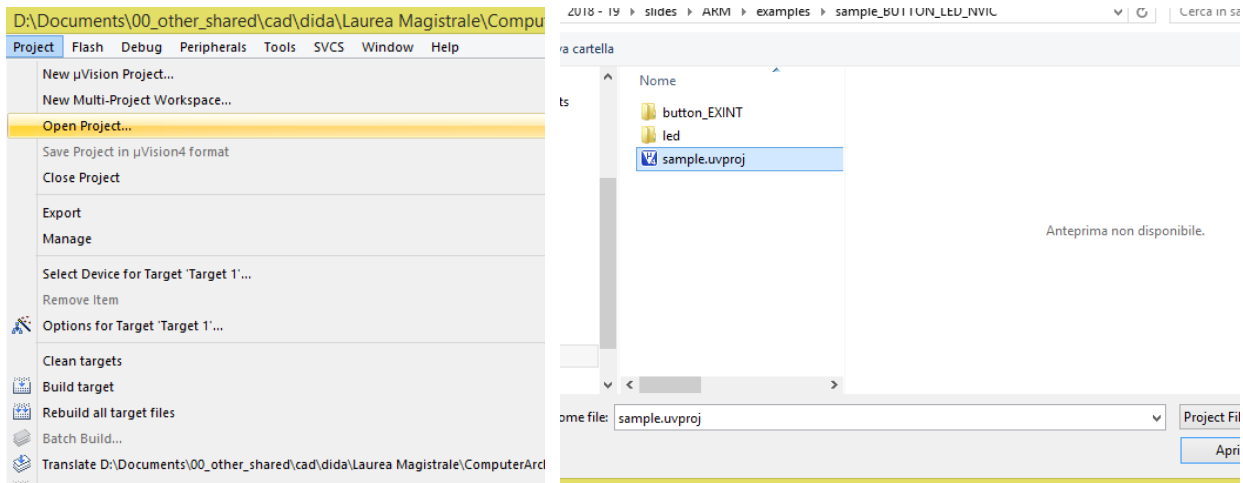 D:\Documents\00_other_shared\cad\dida\Laurea Magistrale\Compu
Project Flash Debug Peripherals Tools SVCS Window Help
New µVision Project...
New Multi-Project Workspace...
Open Project...
Save Project in µVision4 format
Close Project
Export
Manage
Select Device for Target 'Target 1'...
Remove Item
Options for Target 'Target 1'...
Clean targets
Build target
Rebuild all target files
Batch Build...
Translate D:\Documents\00_other_shared\cad\dida\Laurea Magistrale\ComputerArcl
2018 - 19 slides ARM examples sample_BUTTON_LED_NVIC Cerca in sa
va cartella
Nome
ts
button_EXINT
led
sample.uvproj
Anteprima non disponibile.
ome file: sample.uvproj Project Fil
Apri